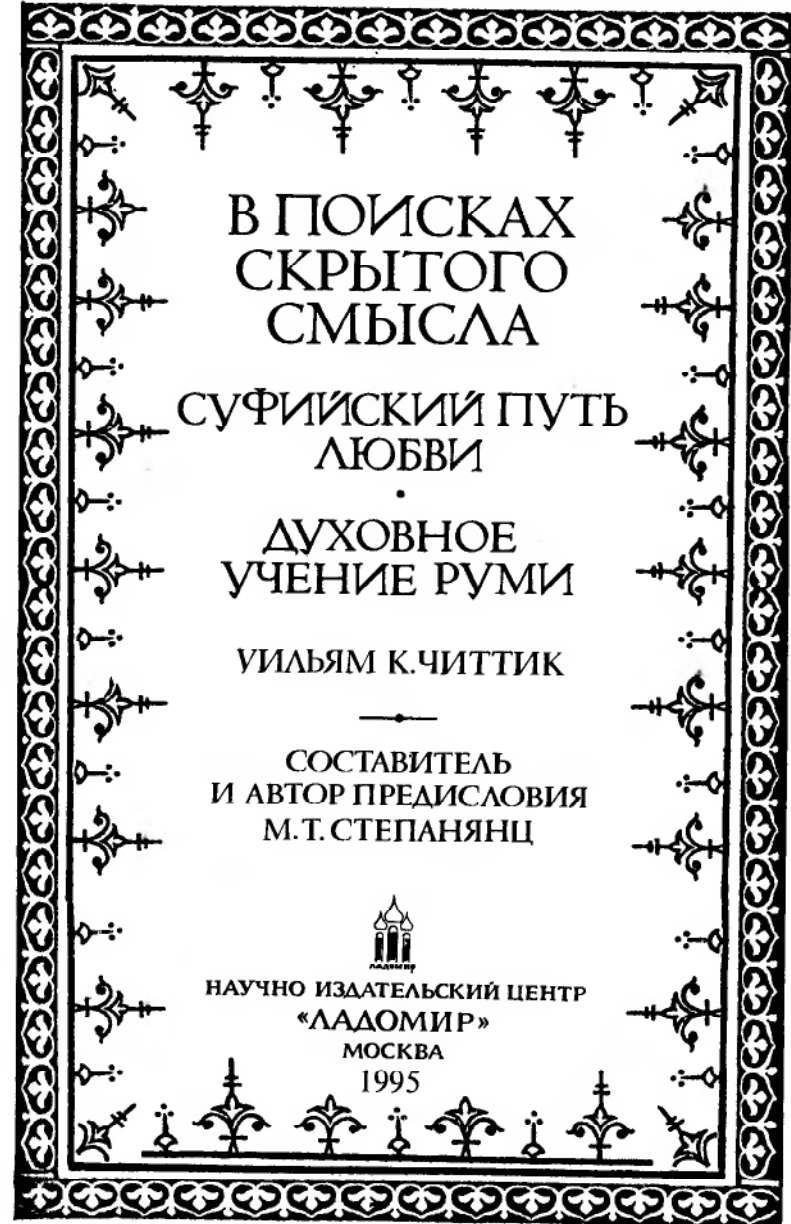 В ПОИСКАХ
СКРЫТОГО
СМЫСЛА
СУФИЙСКИЙ ПУТЬ
ЛЮБВИ
·
ДУХОВНОЕ
УЧЕНИЕ РУМИ
УИЛЬЯМ К.ЧИТТИК
СОСТАВИТЕЛЬ
И АВТОР ПРЕДИСЛОВИЯ
М.Т. СТЕПАНЯНЦ
ладомир
НАУЧНО ИЗДАТЕЛЬСКИЙ ЦЕНТР
«ЛАДОМИР»
МОСКВА
1995